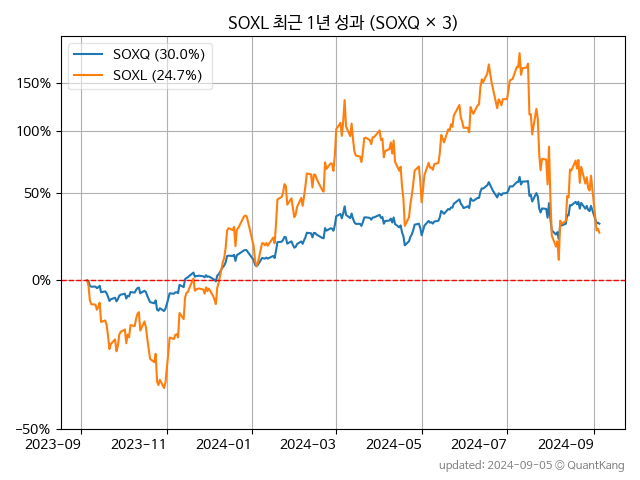 SOXL 최근 1년 성과 (SOXQ × 3)
SOXQ (30.0%)
SOXL (24.7%)
150%
100%
50%
0%
−50%
2023-09 2023-11 2024-01 2024-03 2024-05 2024-07 2024-09
updated: 2024-09-05 © QuantKang